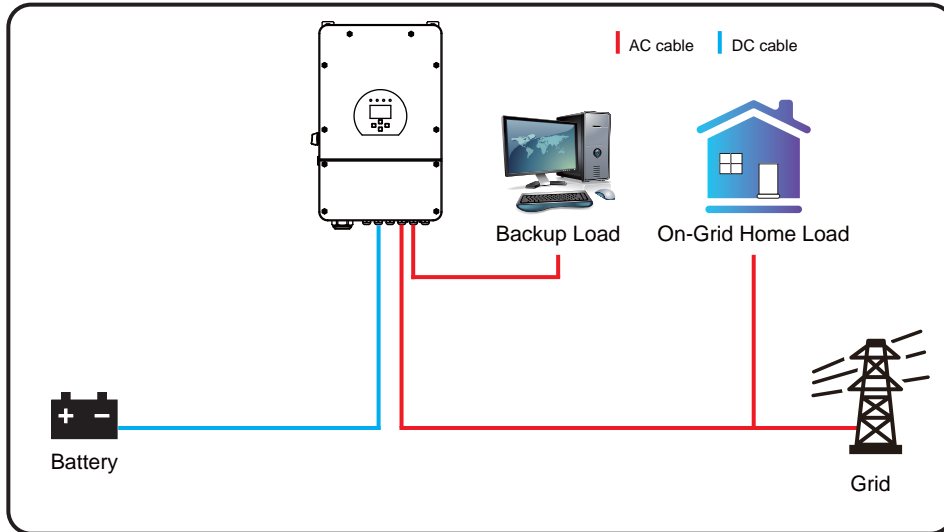 AC cable
DC cable
Backup Load
On-Grid Home Load
Battery
Grid